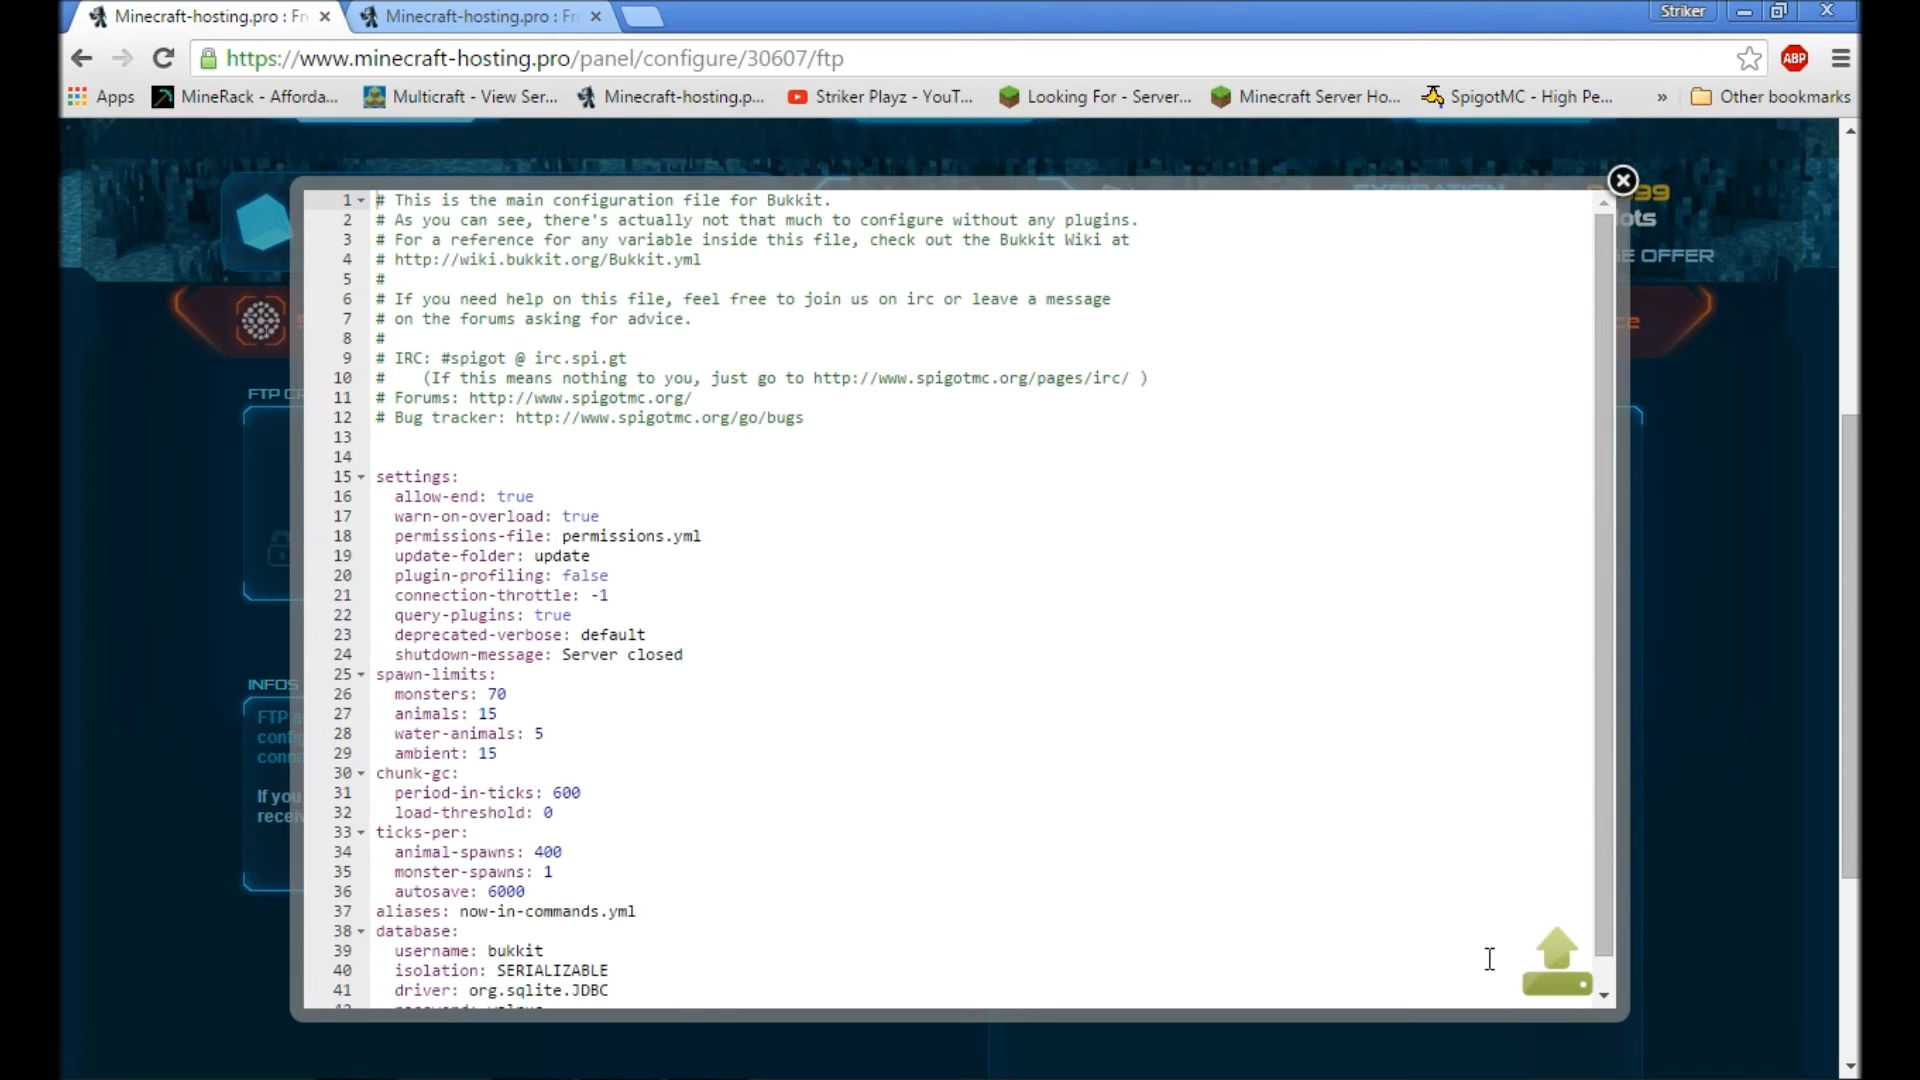 Minecraft-hosting.pro : Fr
Minecraft-hosting.pro : Fr
Striker
https://www.minecraft-hosting.pro/panel/configure/30607/ftp
ABP
Apps
MineRack - Afforda...
Multicraft - View Ser...
Minecraft-hosting.p...
Striker Playz - YouT...
Looking For - Server...
Minecraft Server Ho...
SpigotMC - High Pe...
»
Other bookmarks
EXPIRATION
E OFFER
1 # This is the main configuration file for Bukkit.
2 # As you can see, there's actually not that much to configure without any plugins.
3 # For a reference for any variable inside this file, check out the Bukkit Wiki at
4 # http://wiki.bukkit.org/Bukkit.yml
5 #
6 # If you need help on this file, feel free to join us on irc or leave a message
7 # on the forums asking for advice.
8 #
9 # IRC: #spigot @ irc.spi.gt
10 #    (If this means nothing to you, just go to http://www.spigotmc.org/pages/irc/ )
11 # Forums: http://www.spigotmc.org/
12 # Bug tracker: http://www.spigotmc.org/go/bugs
13
14
15 settings:
16   allow-end: true
17   warn-on-overload: true
18   permissions-file: permissions.yml
19   update-folder: update
20   plugin-profiling: false
21   connection-throttle: -1
22   query-plugins: true
23   deprecated-verbose: default
24   shutdown-message: Server closed
25 spawn-limits:
26   monsters: 70
27   animals: 15
28   water-animals: 5
29   ambient: 15
30 chunk-gc:
31   period-in-ticks: 600
32   load-threshold: 0
33 ticks-per:
34   animal-spawns: 400
35   monster-spawns: 1
36   autosave: 6000
37 aliases: now-in-commands.yml
38 database:
39   username: bukkit
40   isolation: SERIALIZABLE
41   driver: org.sqlite.JDBC
FTP
INFOS
FTP
If you